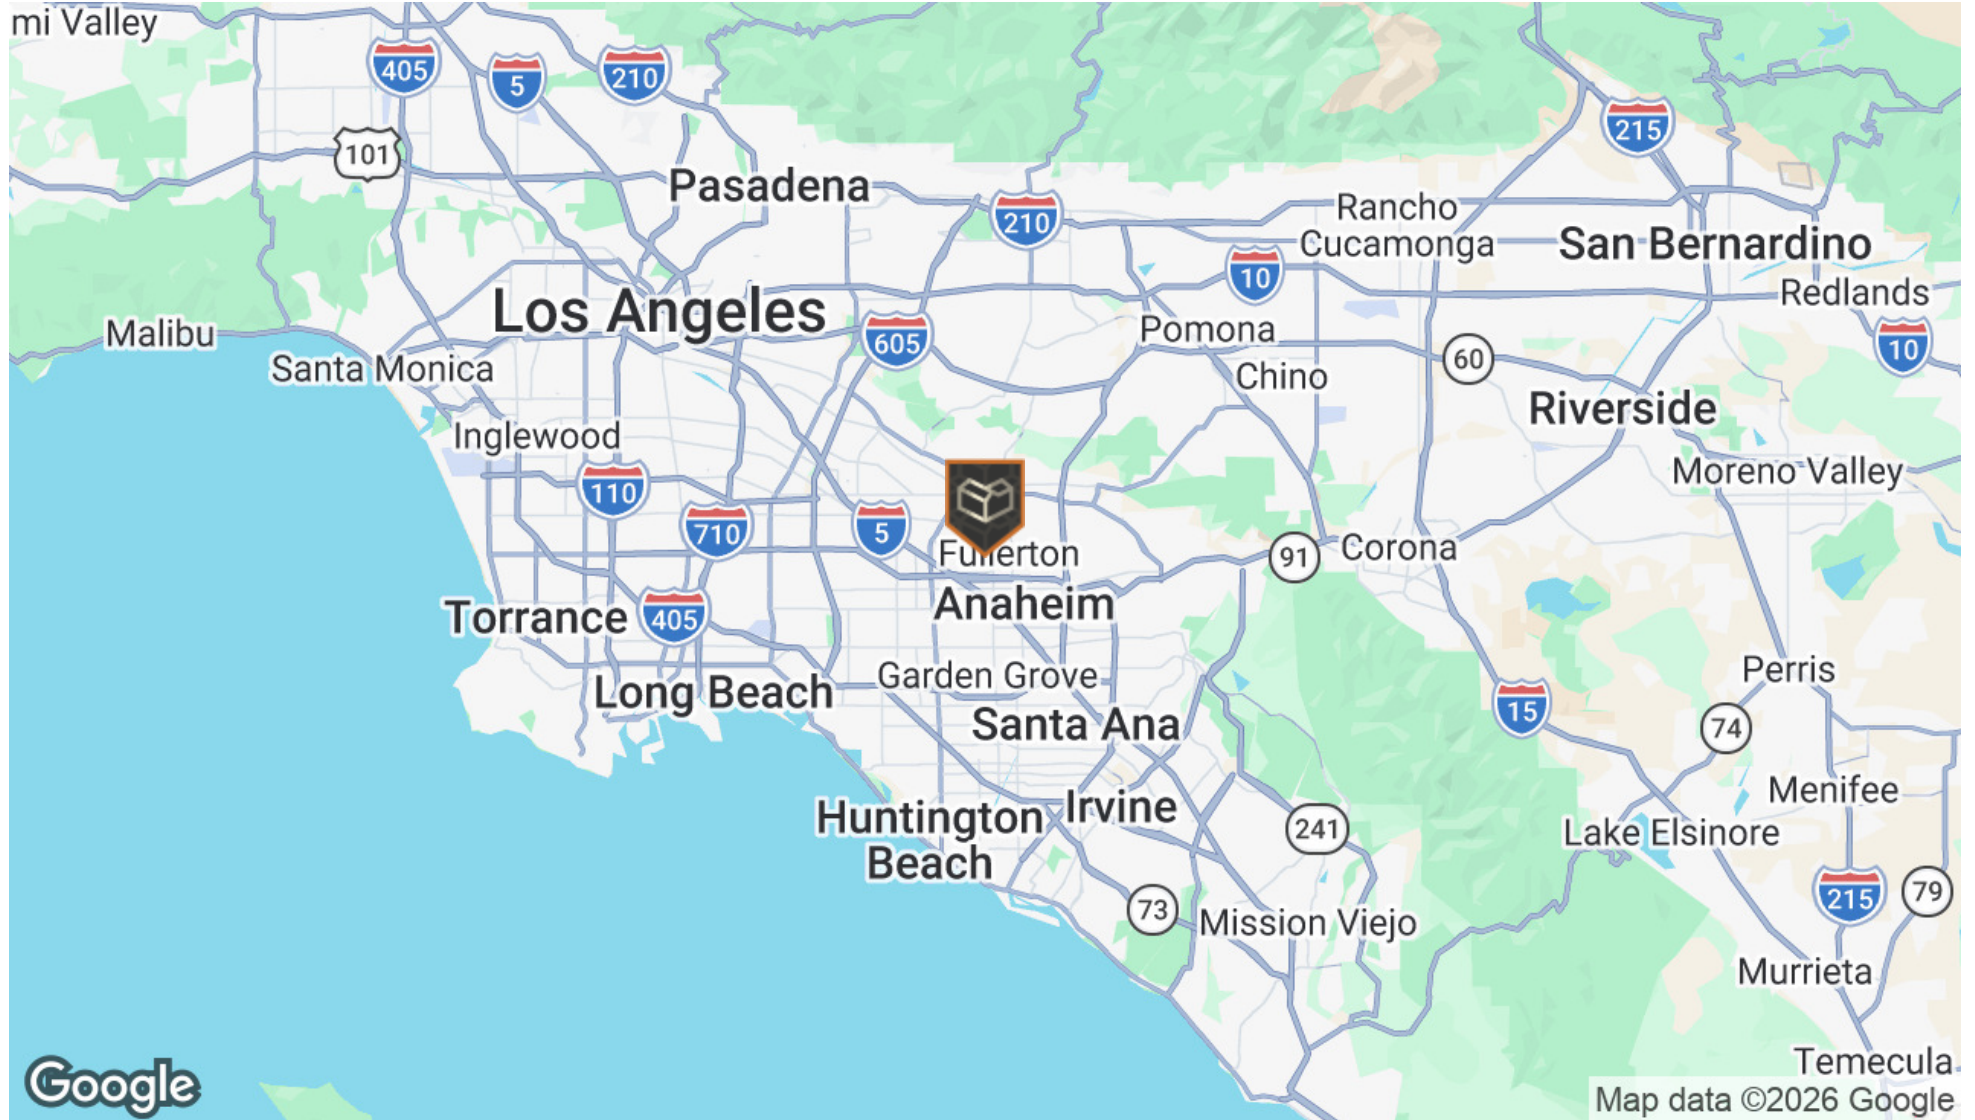 mi Valley
405
5
210
215
101
Pasadena
210
Rancho
Cucamonga
San Bernardino
10
Redlands
Los Angeles
Malibu
605
Pomona
60
10
Santa Monica
Chino
Riverside
Inglewood
Moreno Valley
110
710
5
Fullerton
91
Corona
Anaheim
Torrance
405
Garden Grove
Perris
Long Beach
Santa Ana
15
74
Menifee
Huntington
Beach
Irvine
241
Lake Elsinore
215
79
73
Mission Viejo
Murrieta
Temecula
Google
Map data ©2026 Google